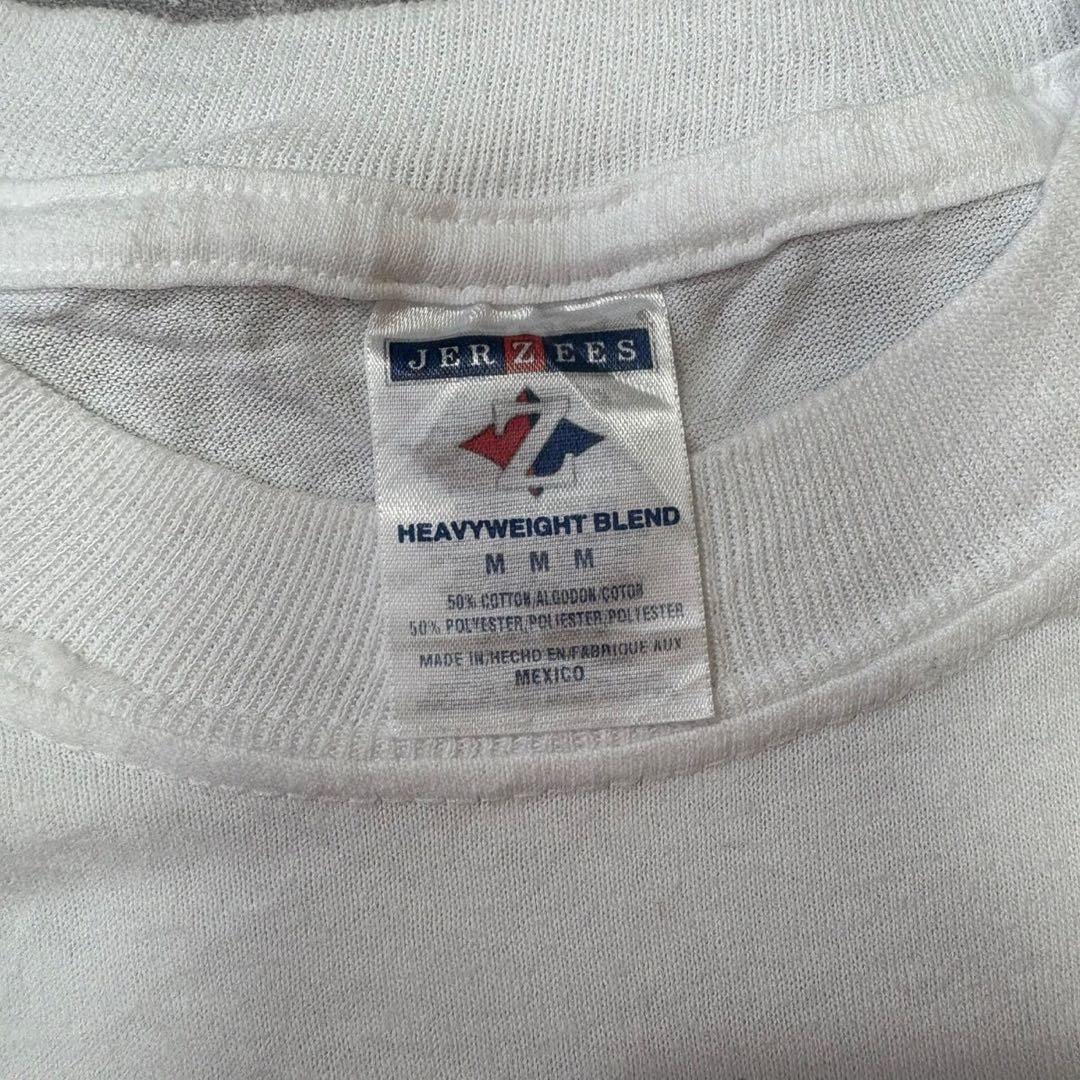 JERZEES
HEAVYWEIGHT BLEND
M M M
50% COTTON/ALGODON/COTON
50% POLYESTER/POLIESTER/POLYESTER
MADE IN/HECHO EN/FABRIQUE AUX
MEXICO